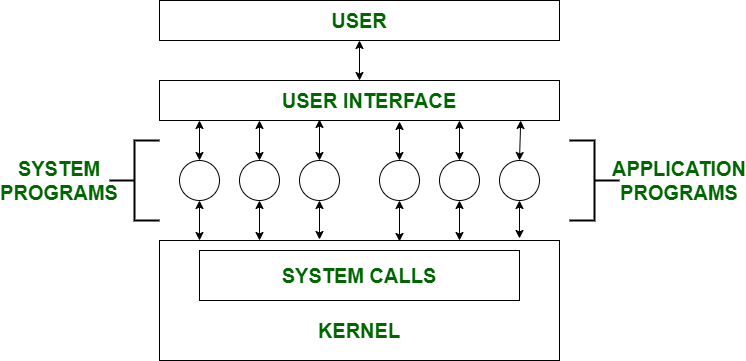 USER
USER INTERFACE
SYSTEM
PROGRAMS
APPLICATION
PROGRAMS
SYSTEM CALLS
KERNEL